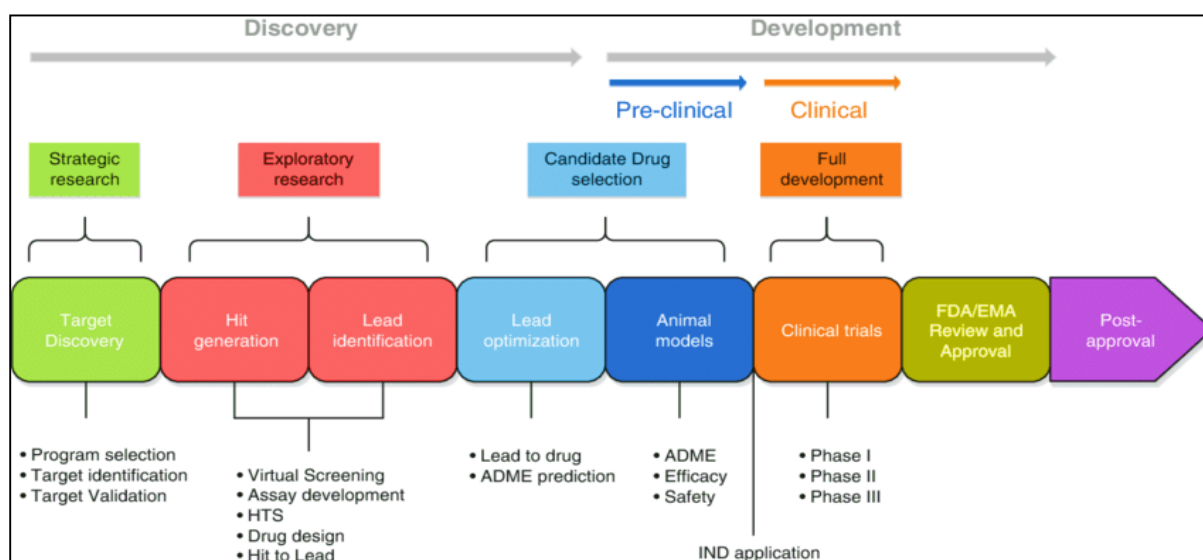 Discovery
Development
Pre-clinical
Clinical
Strategic
research
Exploratory
research
Candidate Drug
selection
Full
development
Target
Discovery
Hit
generation
Lead
identification
Lead
optimization
Animal
models
Clinical trials
FDA/EMA
Review and
Approval
Post-
approval
• Program selection
• Target identification
• Target Validation
• Virtual Screening
• Assay development
• HTS
• Drug design
• Hit to Lead
• Lead to drug
• ADME prediction
• ADME
• Efficacy
• Safety
IND application
• Phase I
• Phase II
• Phase III